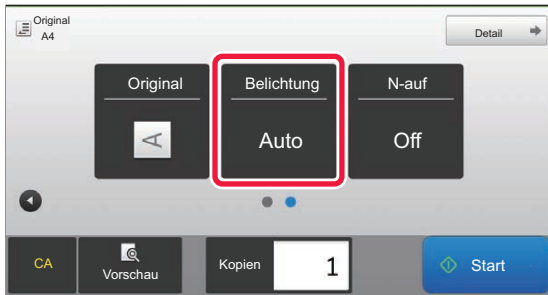 Original
A4
Detail
Original
Belichtung
N-auf
A
Auto
Off
CA
Vorschau
Kopien
1
Start